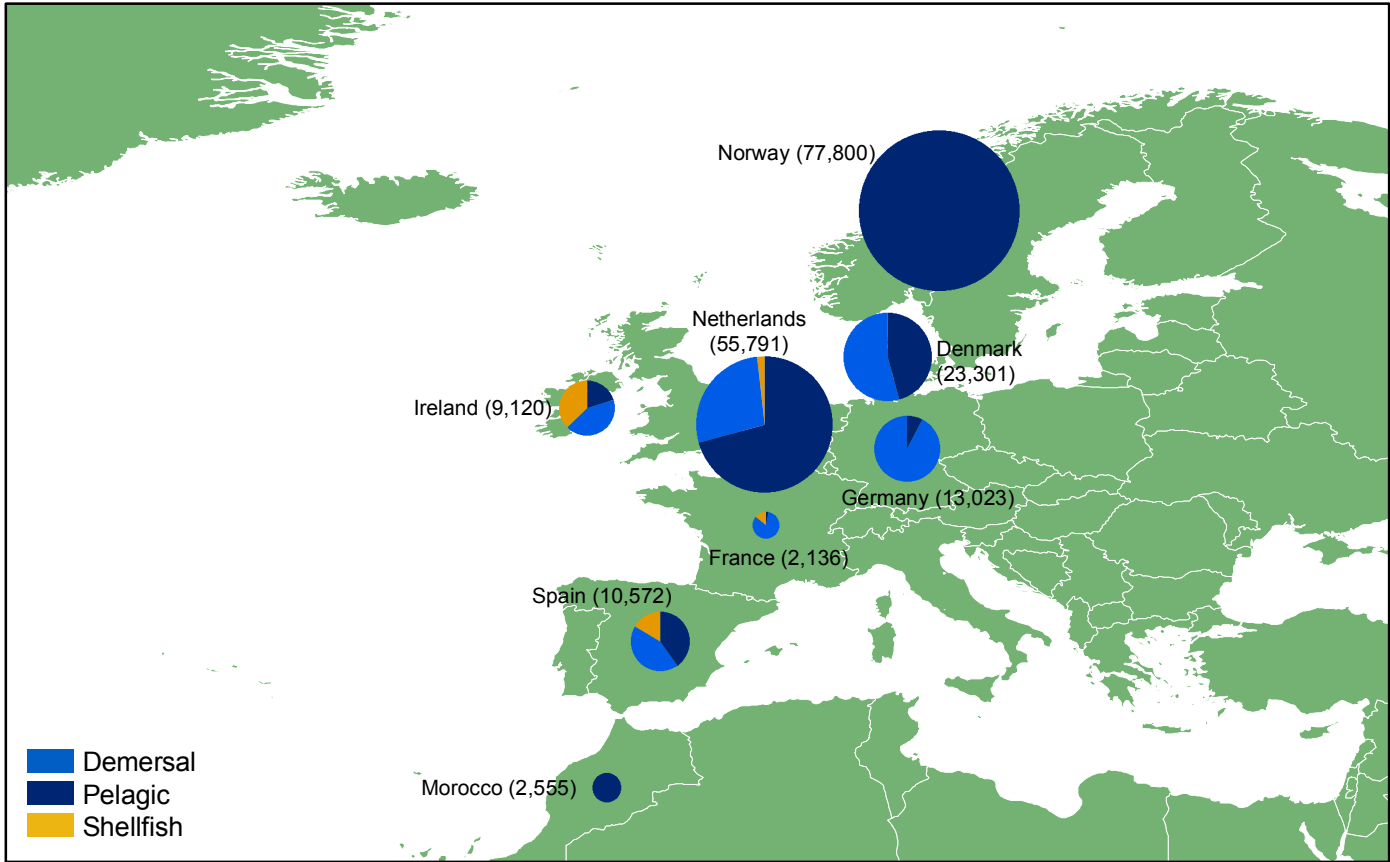 Norway (77,800)
Netherlands
(55,791)
Denmark
(23,301)
Ireland (9,120)
Germany (13,023)
France (2,136)
Spain (10,572)
Morocco (2,555)
Demersal
Pelagic
Shellfish